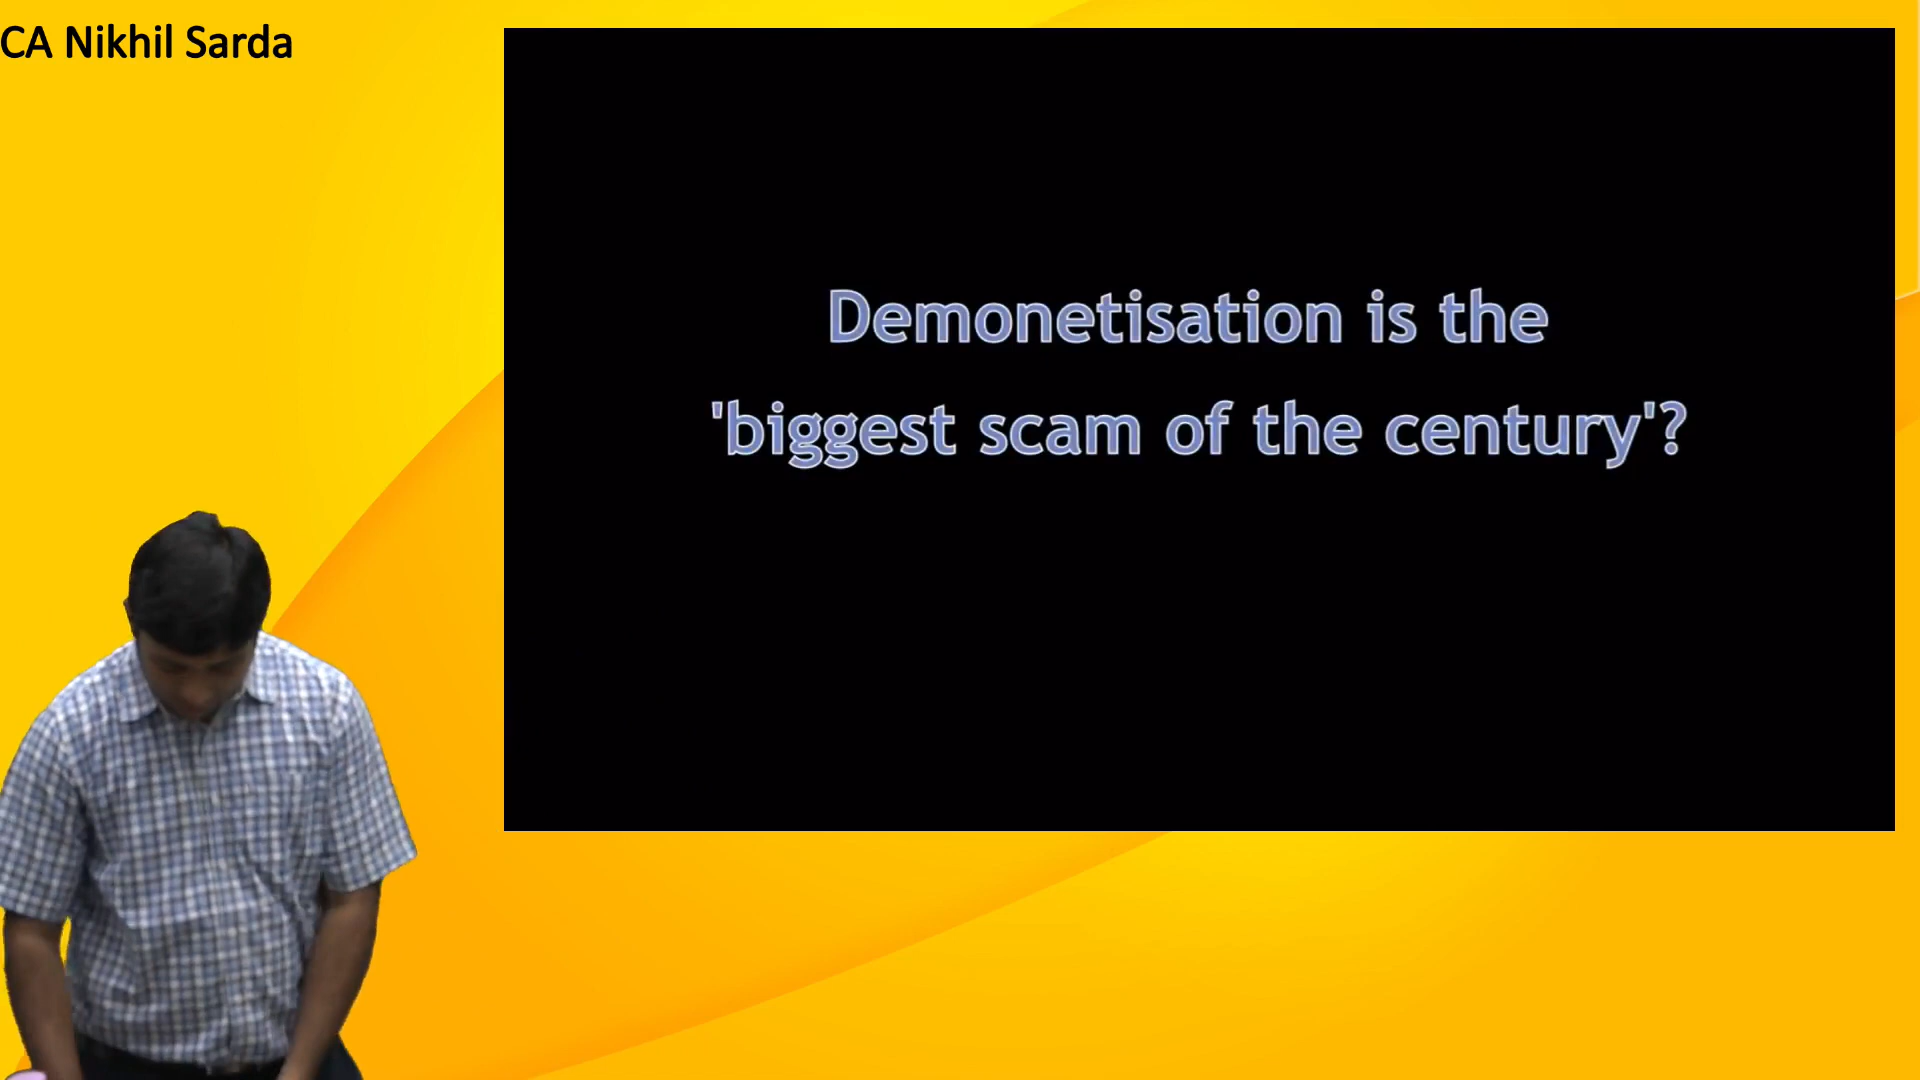 CA Nikhil Sarda
Demonetisation is the
'biggest scam of the century'?